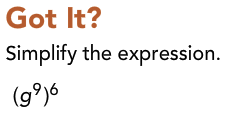 Got It?
Simplify the expression.
(g⁹)⁶